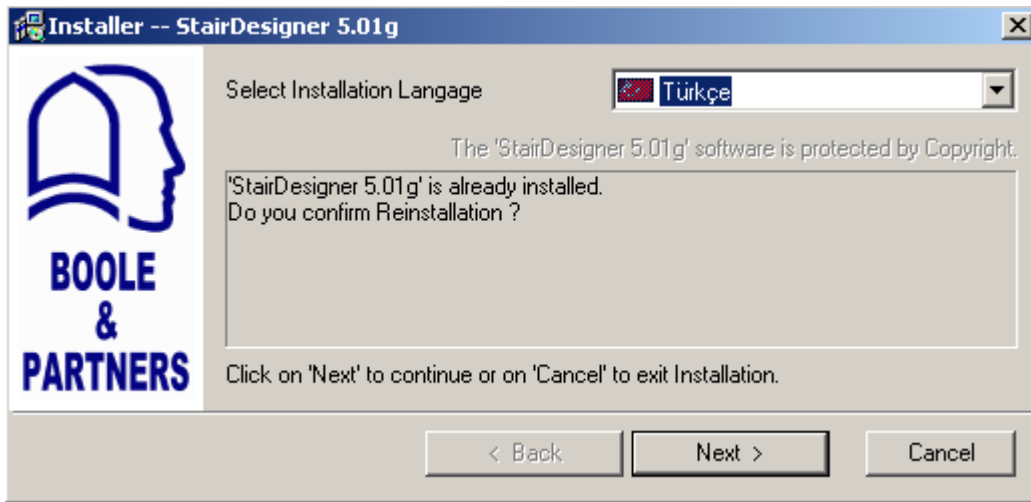 Installer -- StairDesigner 5.01g
Select Installation Langage
Türkçe
The 'StairDesigner 5.01g' software is protected by Copyright.
'StairDesigner 5.01g' is already installed.
Do you confirm Reinstallation ?
BOOLE
&
PARTNERS
Click on 'Next' to continue or on 'Cancel' to exit Installation.
< Back
Next >
Cancel